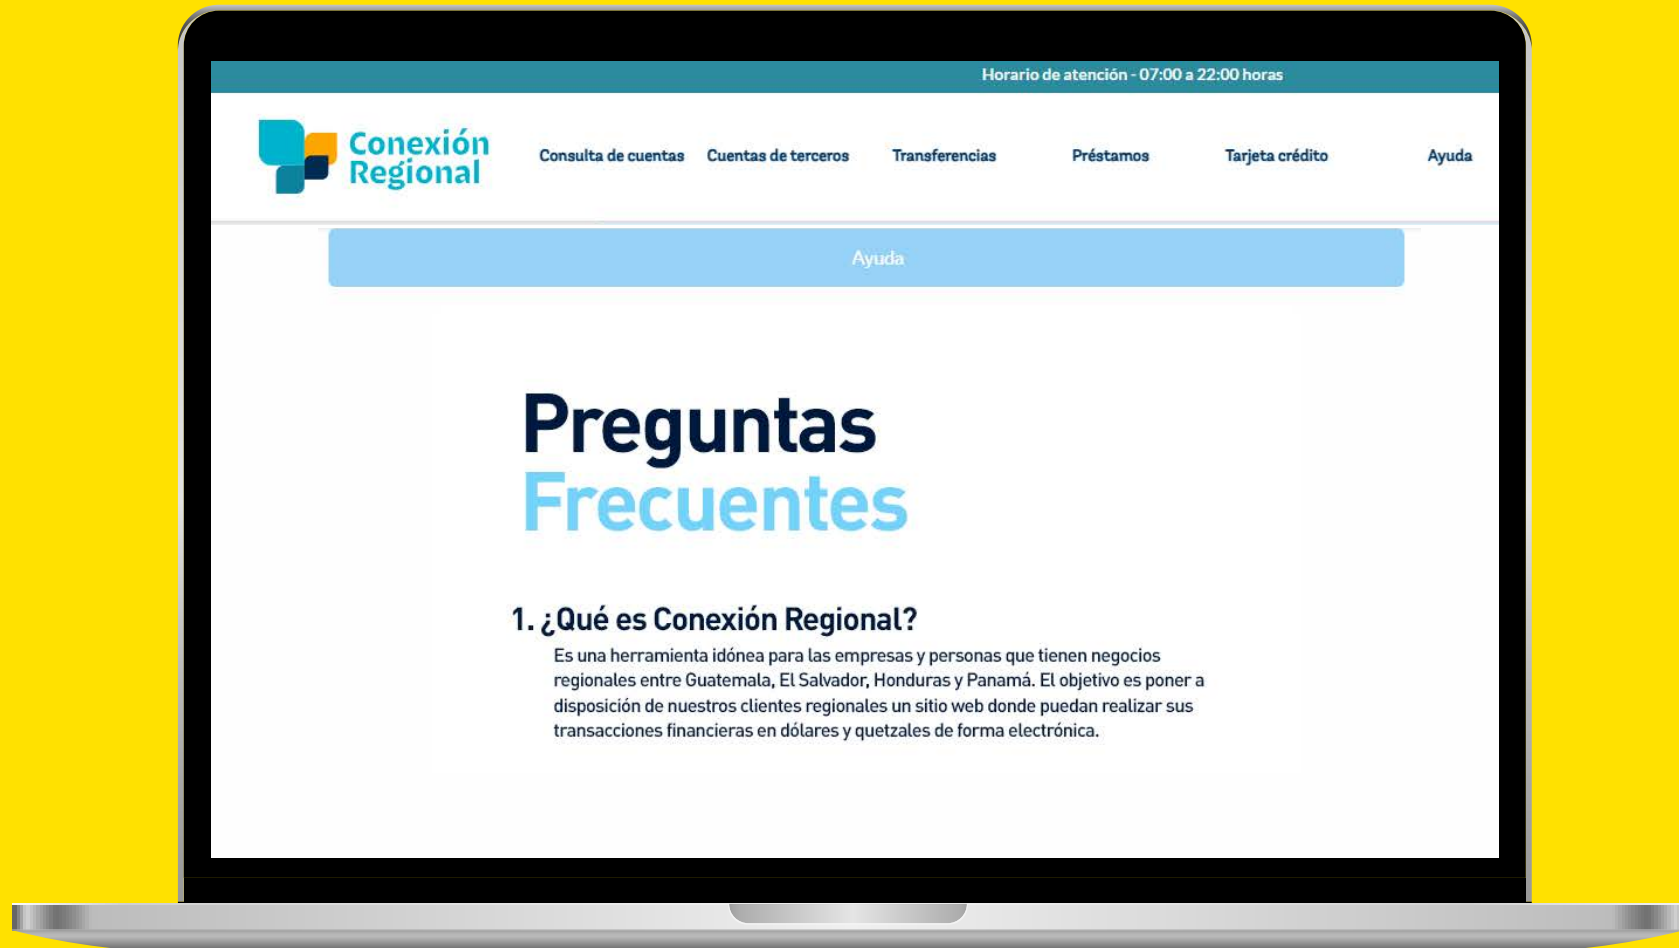 Horario de atención - 07:00 a 22:00 horas
Conexión
Regional
Consulta de cuentas Cuentas de terceros Transferencias Préstamos Tarjeta crédito Ayuda
Ayuda
Preguntas
Frecuentes
1. ¿Qué es Conexión Regional?
Es una herramienta idónea para las empresas y personas que tienen negocios
regionales entre Guatemala, El Salvador, Honduras y Panamá. El objetivo es poner a
disposición de nuestros clientes regionales un sitio web donde puedan realizar sus
transacciones financieras en dólares y quetzales de forma electrónica.